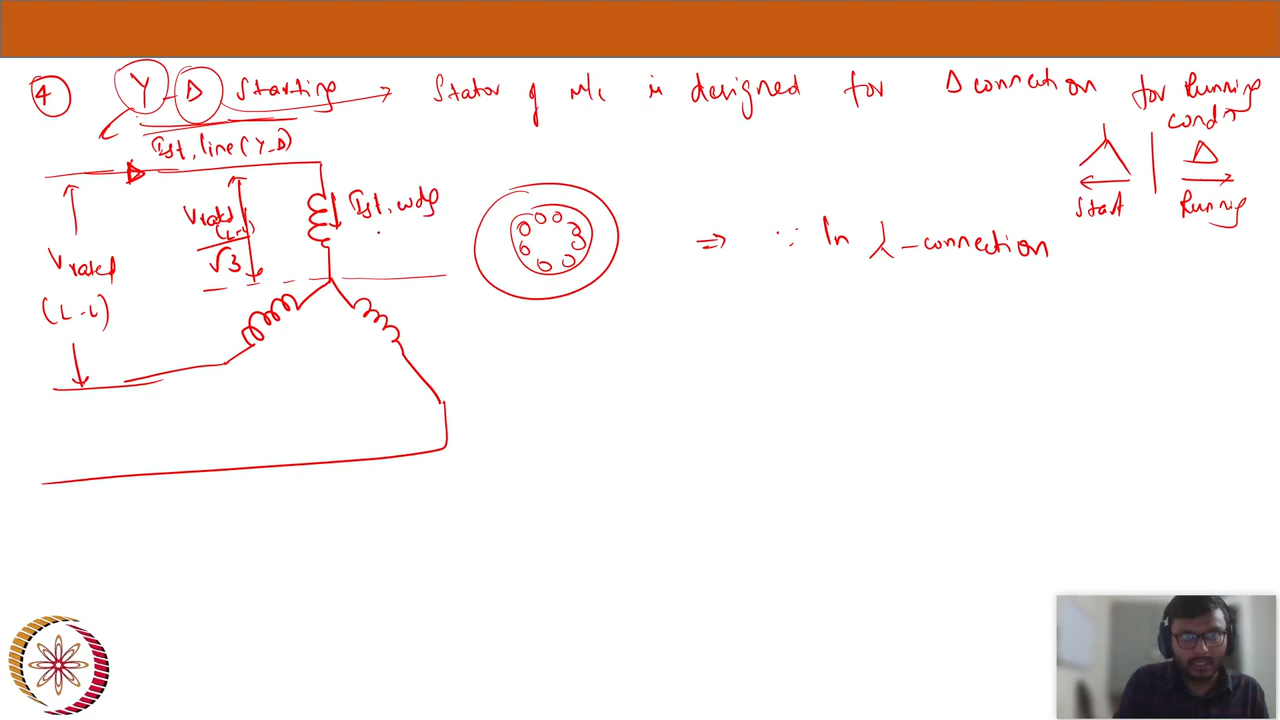 ④ Y-Δ starting → Stator of m/c is designed for Δ connection for Running condⁿ
Ist, line (Y-Δ)
Vrated (L-L)
Vrated (L-L) / √3
Ist, wdg
⇒ ∵ In ⅄-connection
⅄ | Δ
Start Running